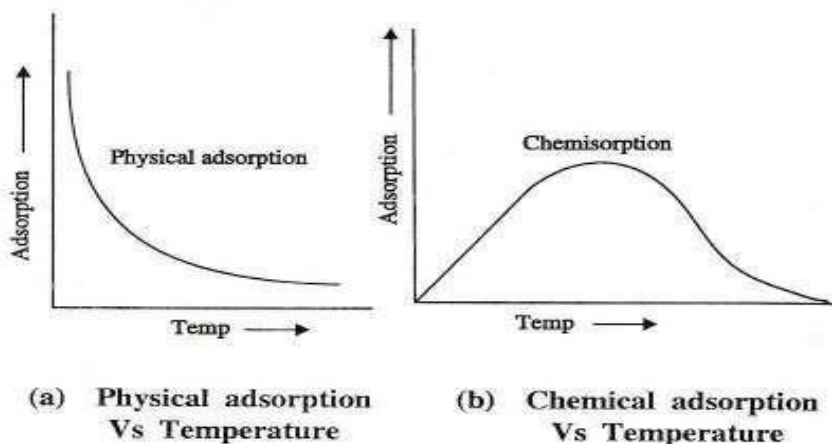 Adsorption
Physical adsorption
Temp
(a) Physical adsorption
Vs Temperature
Adsorption
Chemisorption
Temp
(b) Chemical adsorption
Vs Temperature